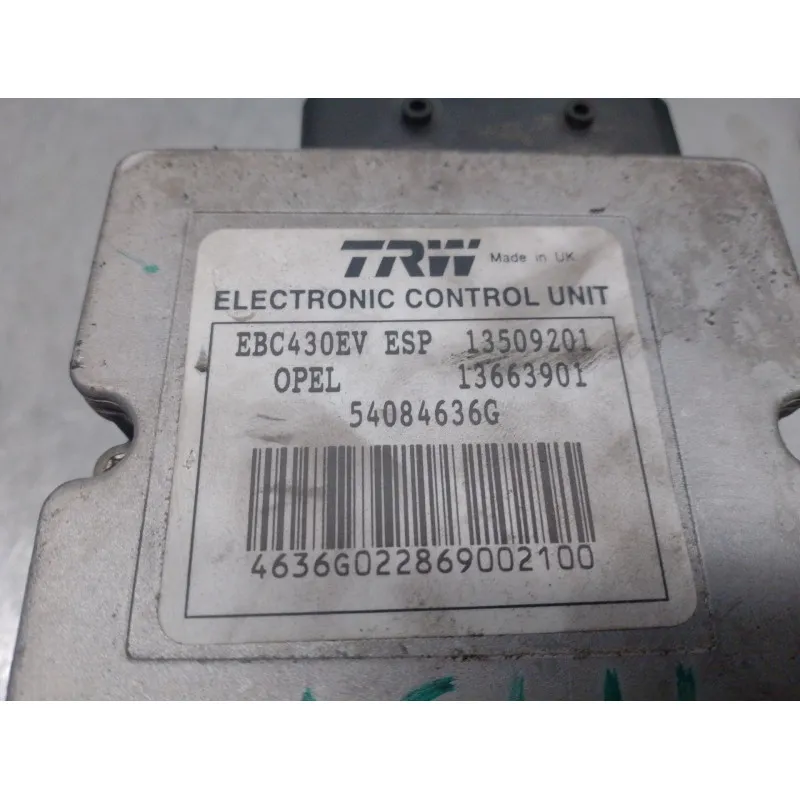 TRW Made in UK
ELECTRONIC CONTROL UNIT
EBC430EV ESP 13509201
OPEL 13663901
54084636G
4636G022869002100